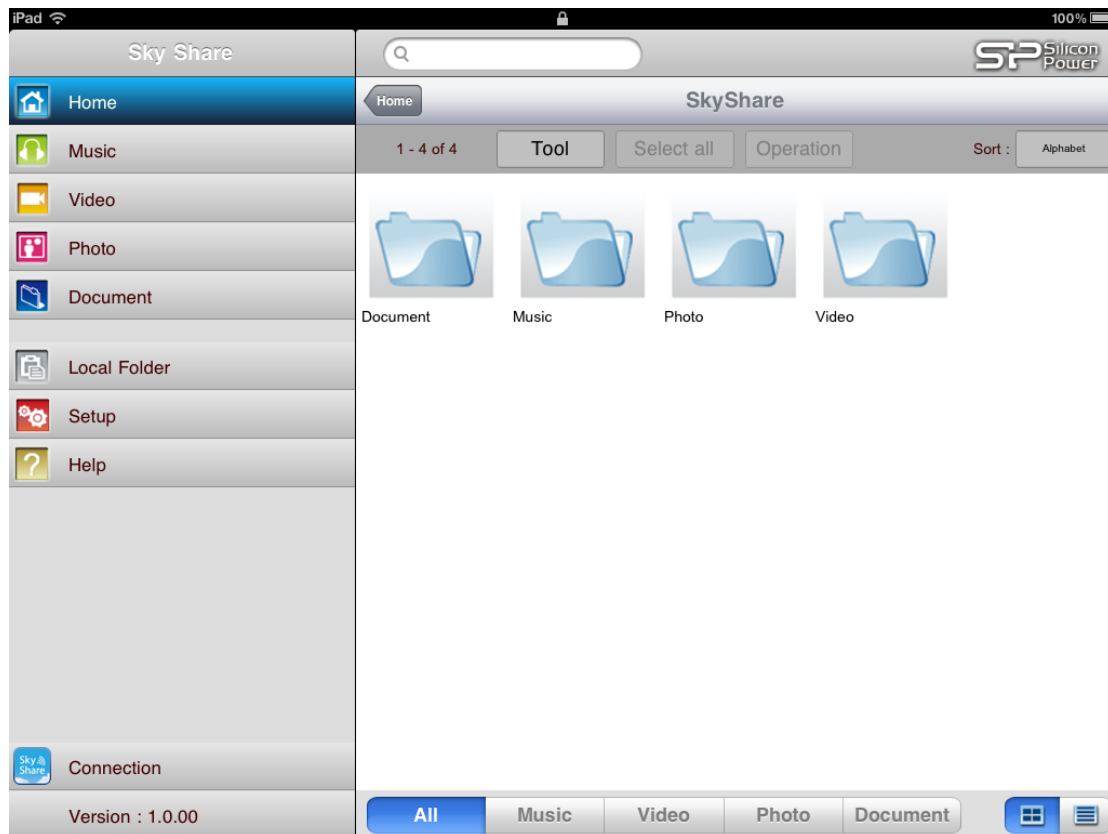 iPad 100%
Sky Share
Home
Music
Video
Photo
Document
Local Folder
Setup
Help
Sky Share
Connection
Version : 1.0.00
SP Silicon Power
Home SkyShare
1 - 4 of 4 Tool Select all Operation Sort : Alphabet
Document Music Photo Video
All Music Video Photo Document